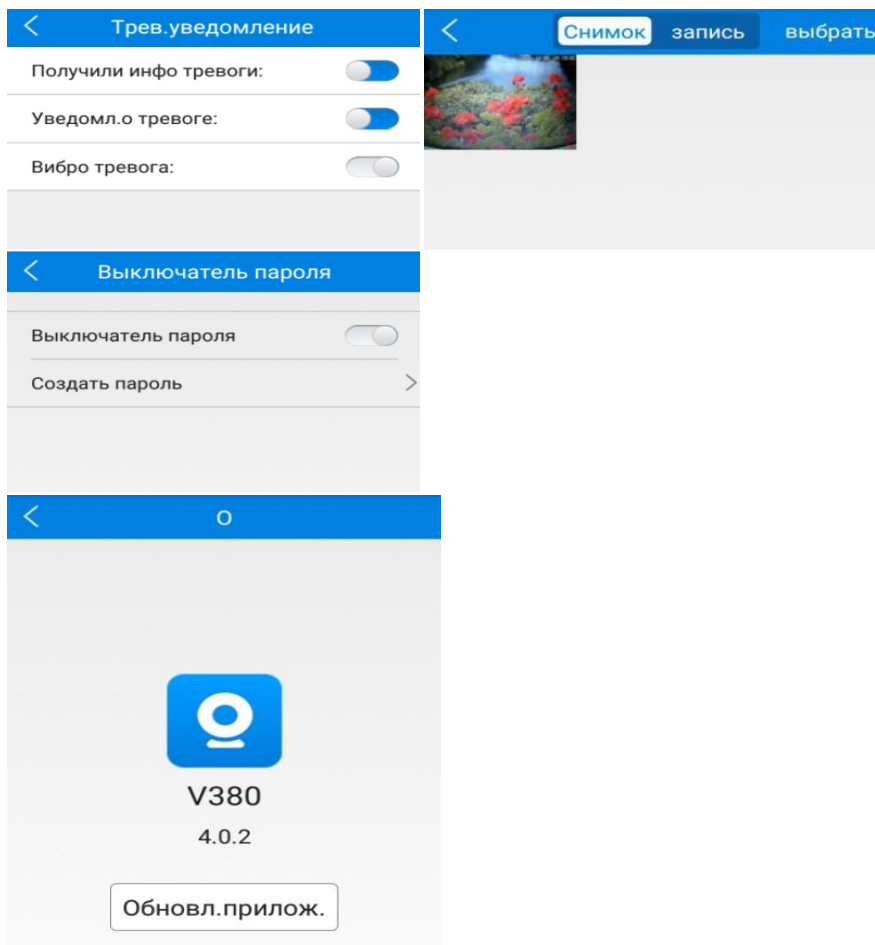 Трев.уведомление
Получили инфо тревоги:
Уведомл.о тревоге:
Вибро тревога:
Снимок запись выбрать
Выключатель пароля
Выключатель пароля
Создать пароль
О
V380
4.0.2
Обновл.прилож.